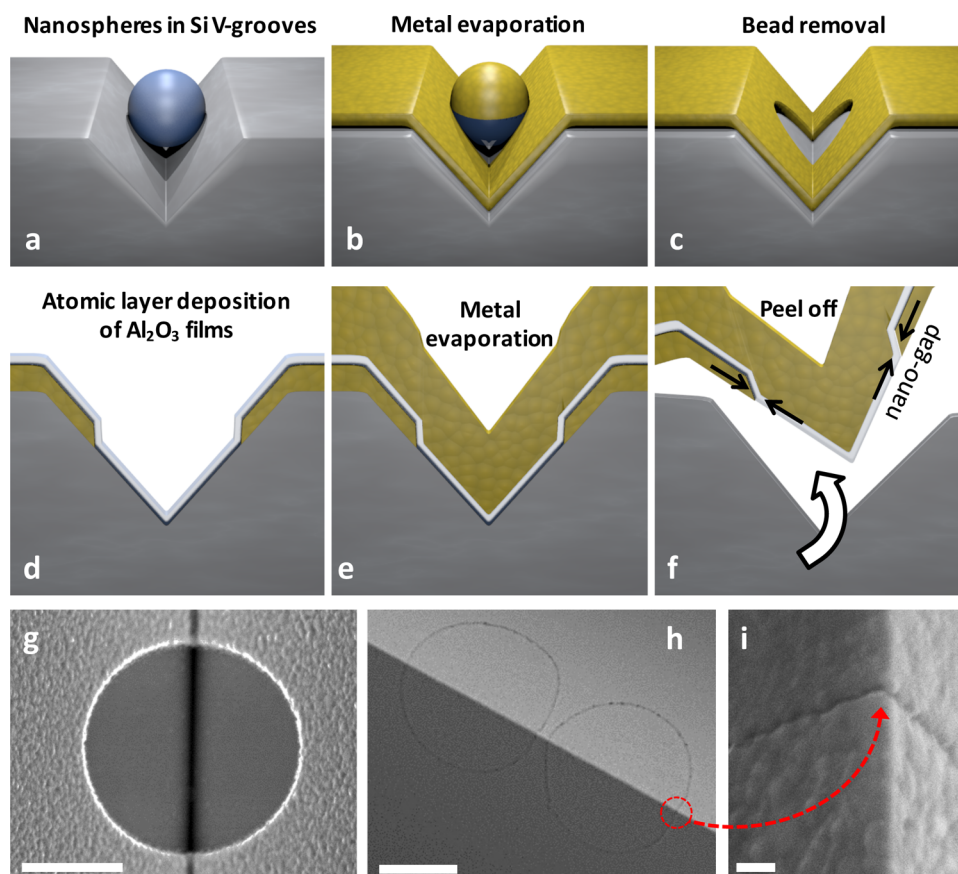 Nanospheres in Si V-grooves
Metal evaporation
Bead removal
a
b
c
Atomic layer deposition
of Al₂O₃ films
Metal
evaporation
Peel off
nano-gap
d
e
f
g
h
i